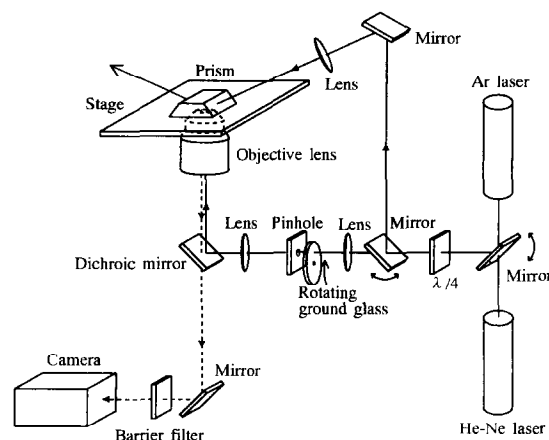 Mirror
Prism
Lens
Stage
Ar laser
Objective lens
Lens
Pinhole
Lens
Mirror
Dichroic mirror
λ/4
Mirror
Rotating
ground glass
Camera
Mirror
Barrier filter
He-Ne laser